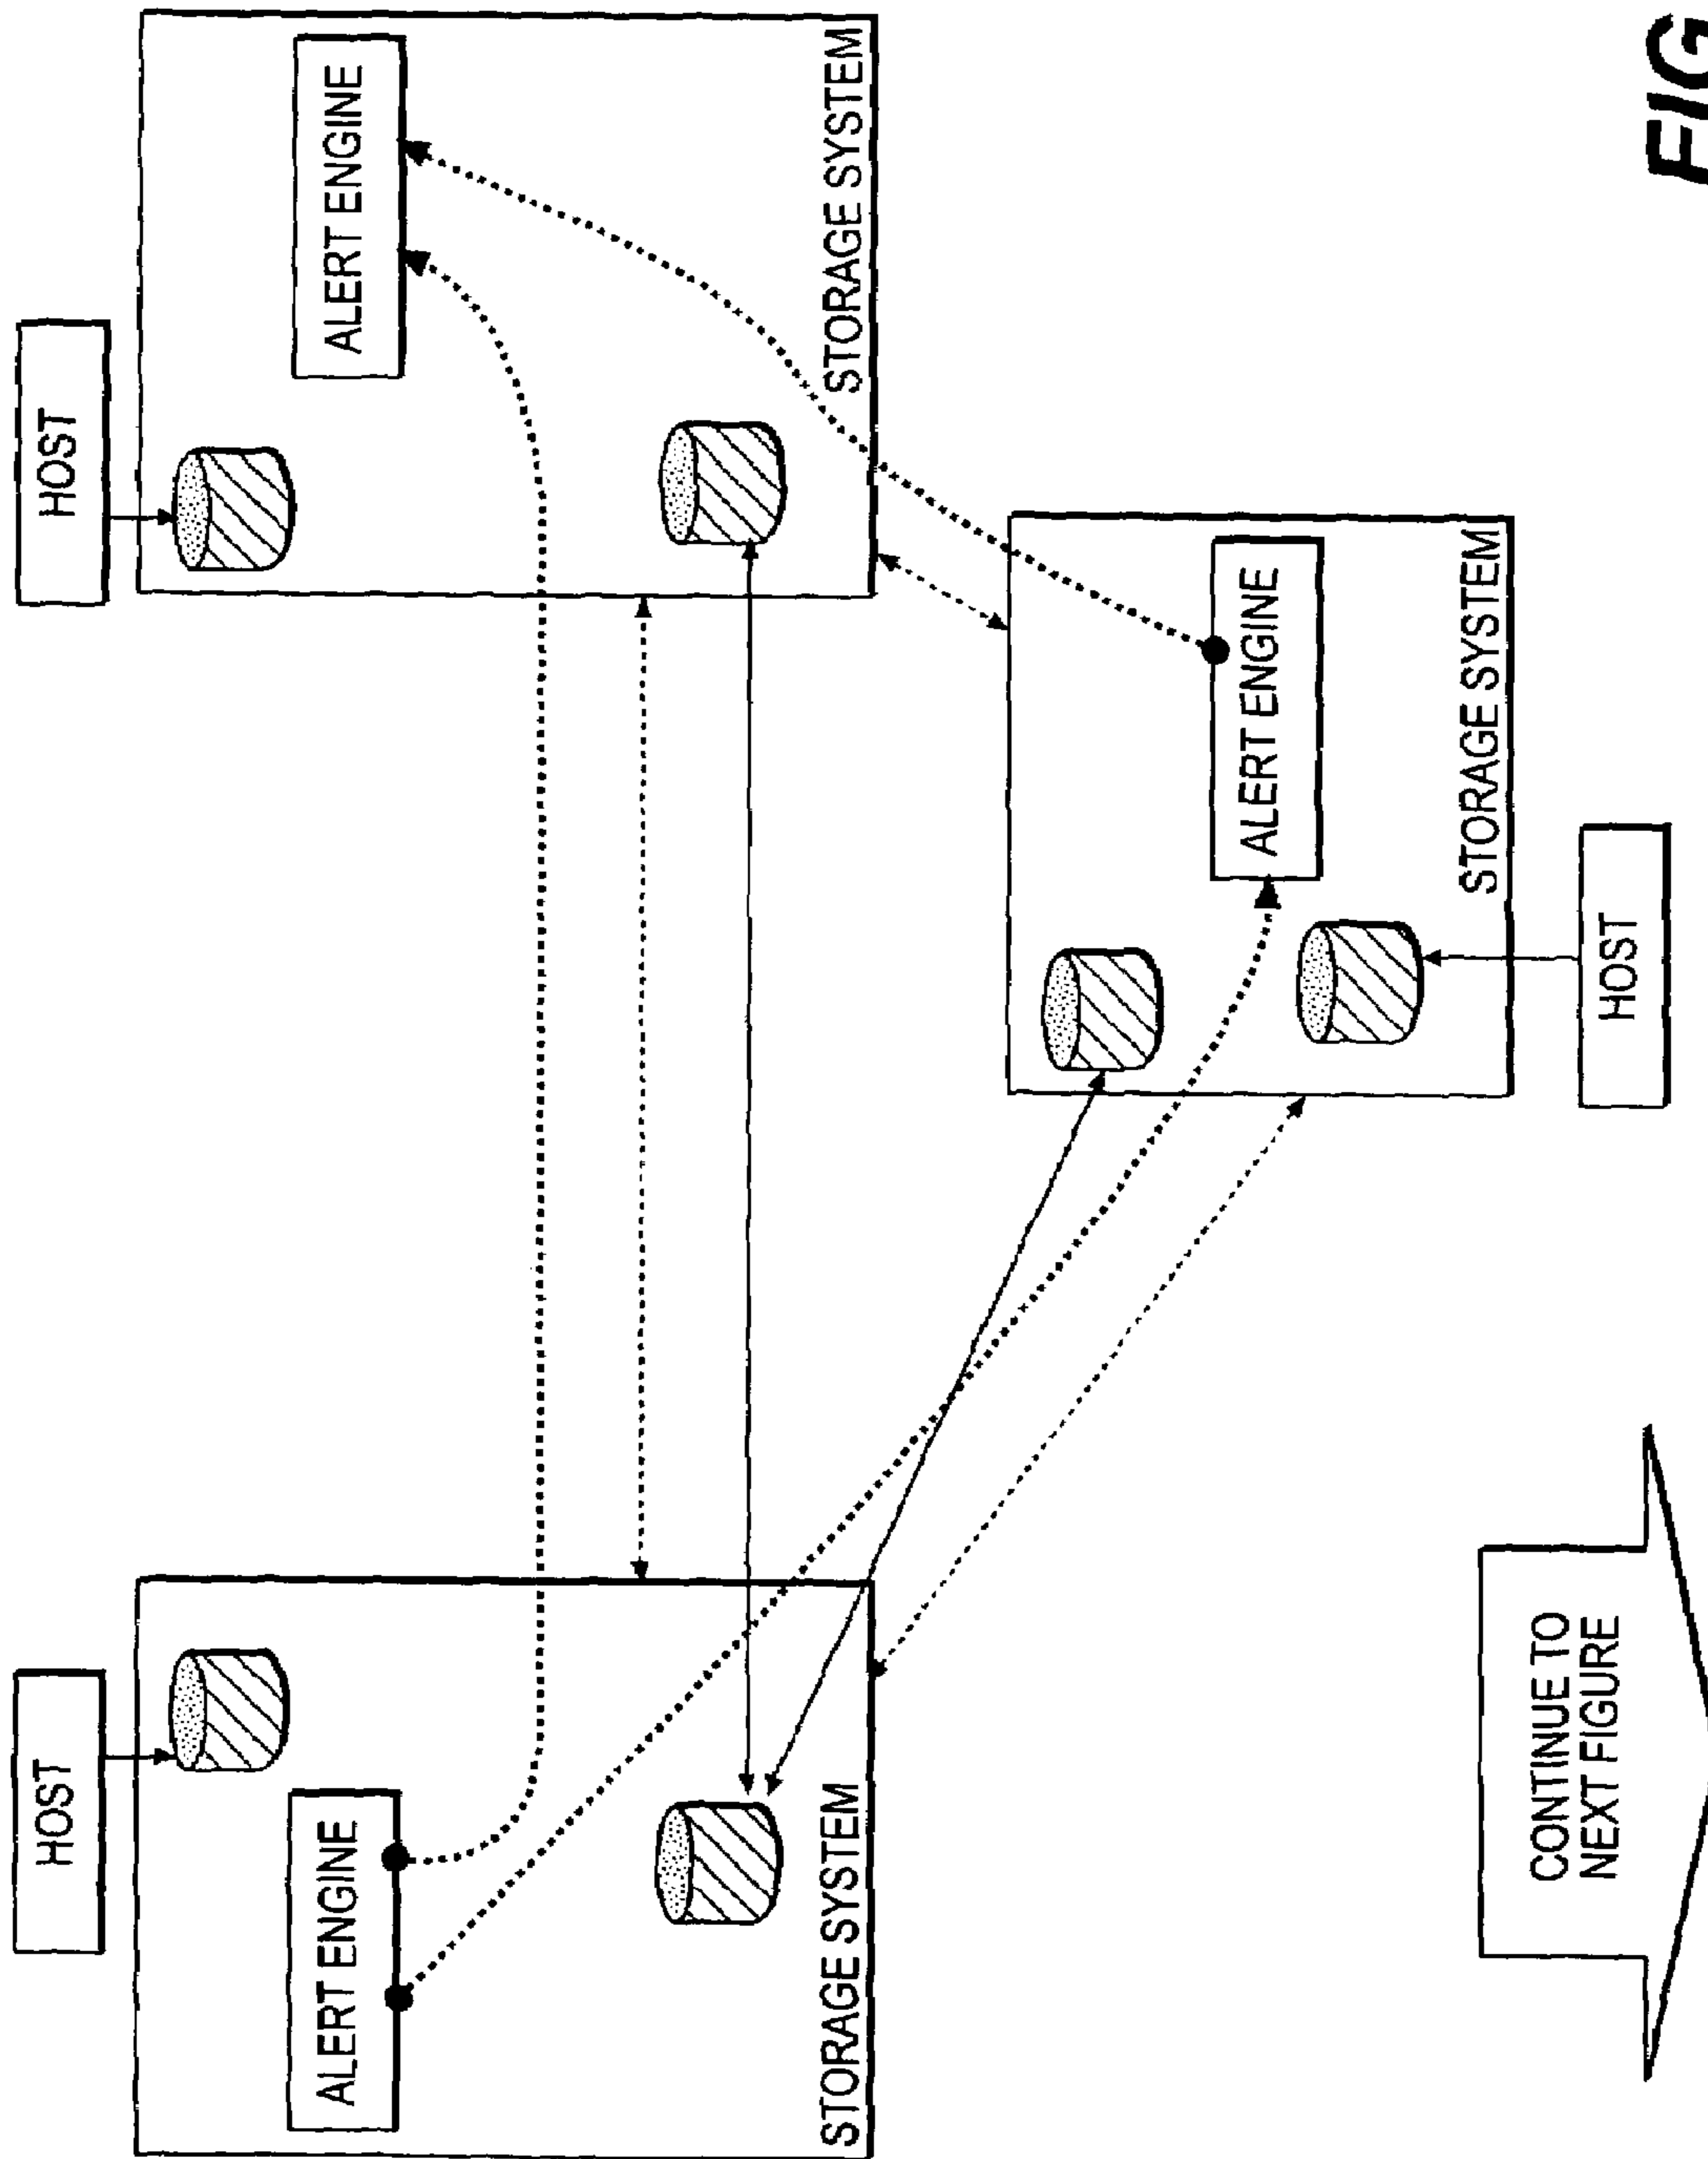 HOST
HOST
ALERT ENGINE
ALERT ENGINE
STORAGE SYSTEM
STORAGE SYSTEM
ALERT ENGINE
STORAGE SYSTEM
CONTINUE TO
NEXT FIGURE
HOST
FIG